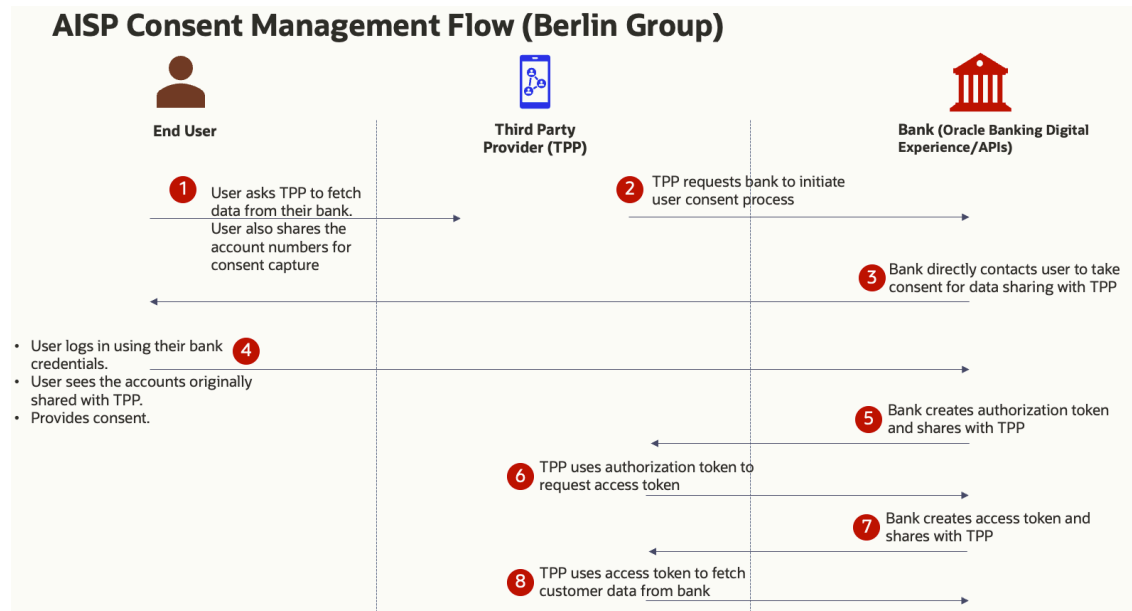 AISP Consent Management Flow (Berlin Group)
End User
Third Party
Provider (TPP)
Bank (Oracle Banking Digital
Experience/APIs)
1
User asks TPP to fetch
data from their bank.
User also shares the
account numbers for
consent capture
2
TPP requests bank to initiate
user consent process
3
Bank directly contacts user to take
consent for data sharing with TPP
4
• User logs in using their bank
credentials.
• User sees the accounts originally
shared with TPP.
• Provides consent.
5
Bank creates authorization token
and shares with TPP
6
TPP uses authorization token to
request access token
7
Bank creates access token and
shares with TPP
8
TPP uses access token to fetch
customer data from bank